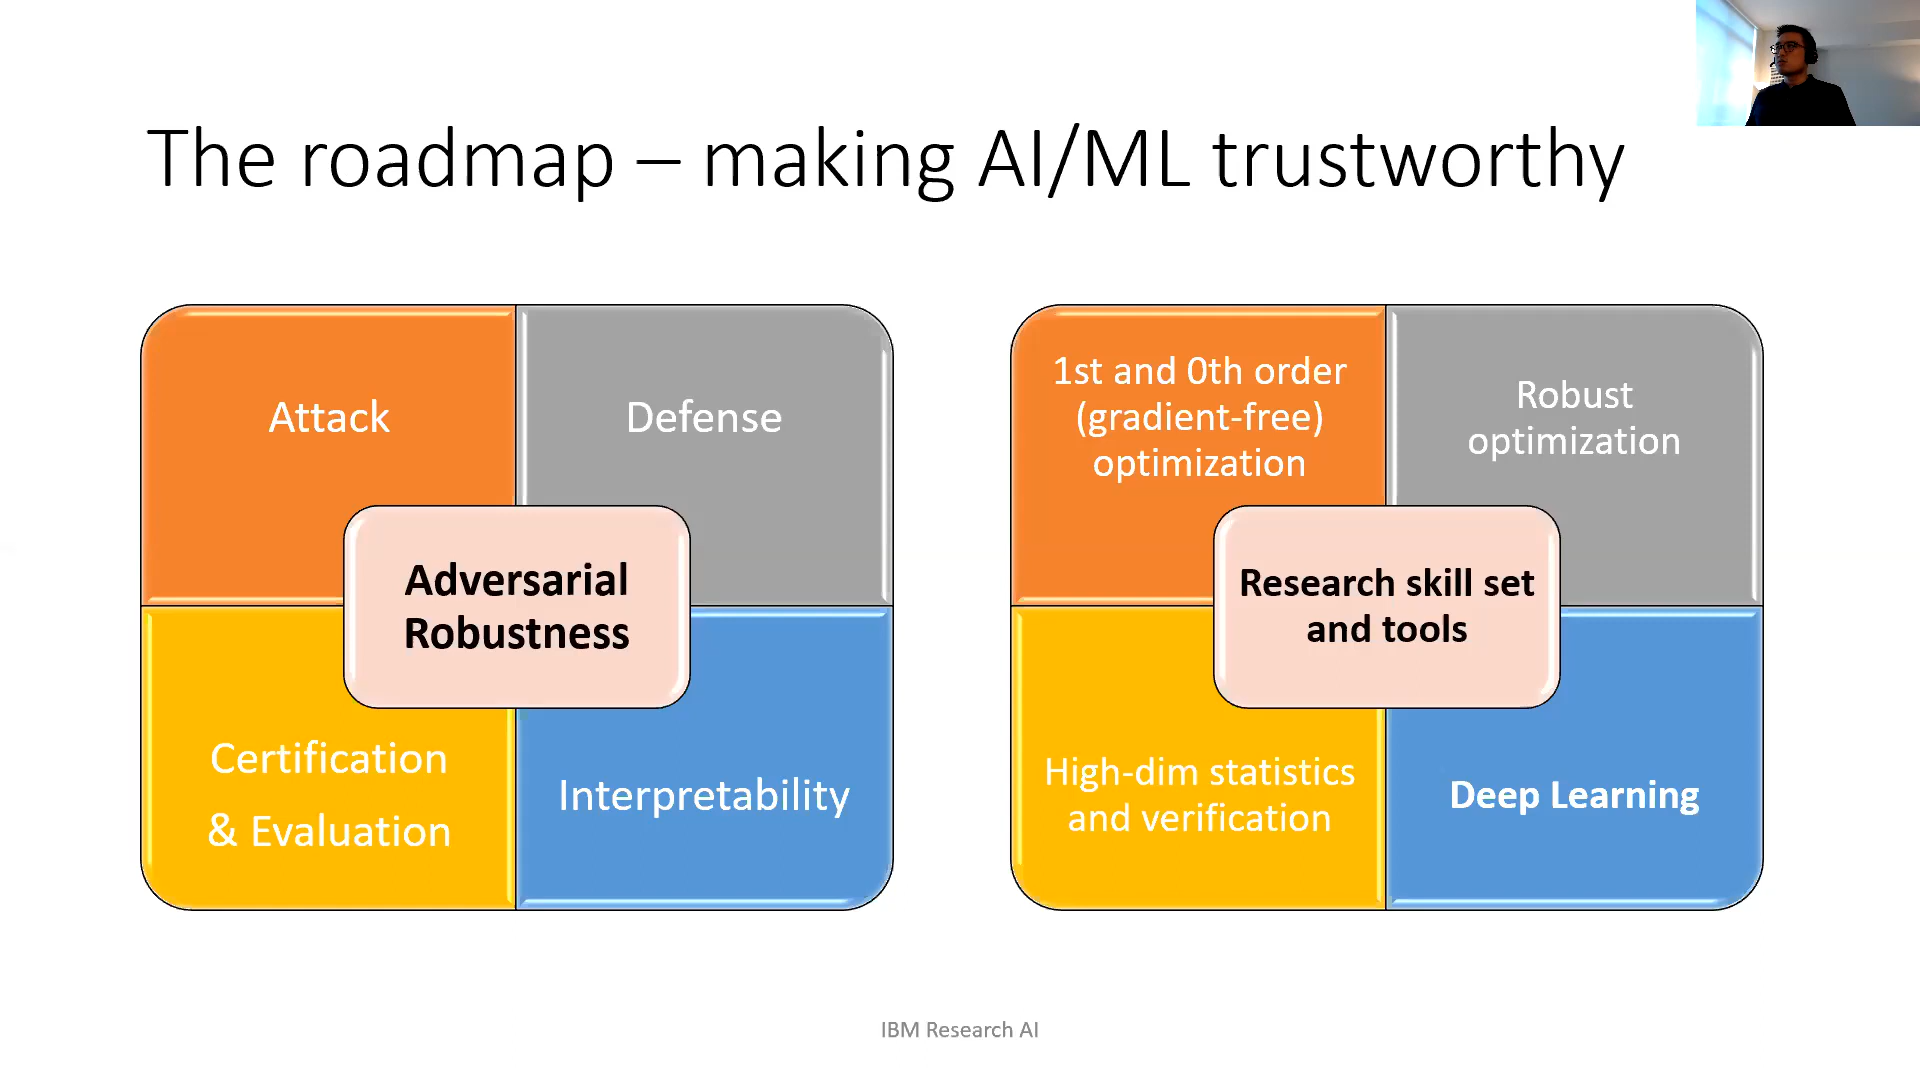 The roadmap – making AI/ML trustworthy
Attack
Defense
Adversarial
Robustness
Certification
& Evaluation
Interpretability
1st and 0th order
(gradient-free)
optimization
Robust
optimization
Research skill set
and tools
High-dim statistics
and verification
Deep Learning
IBM Research AI